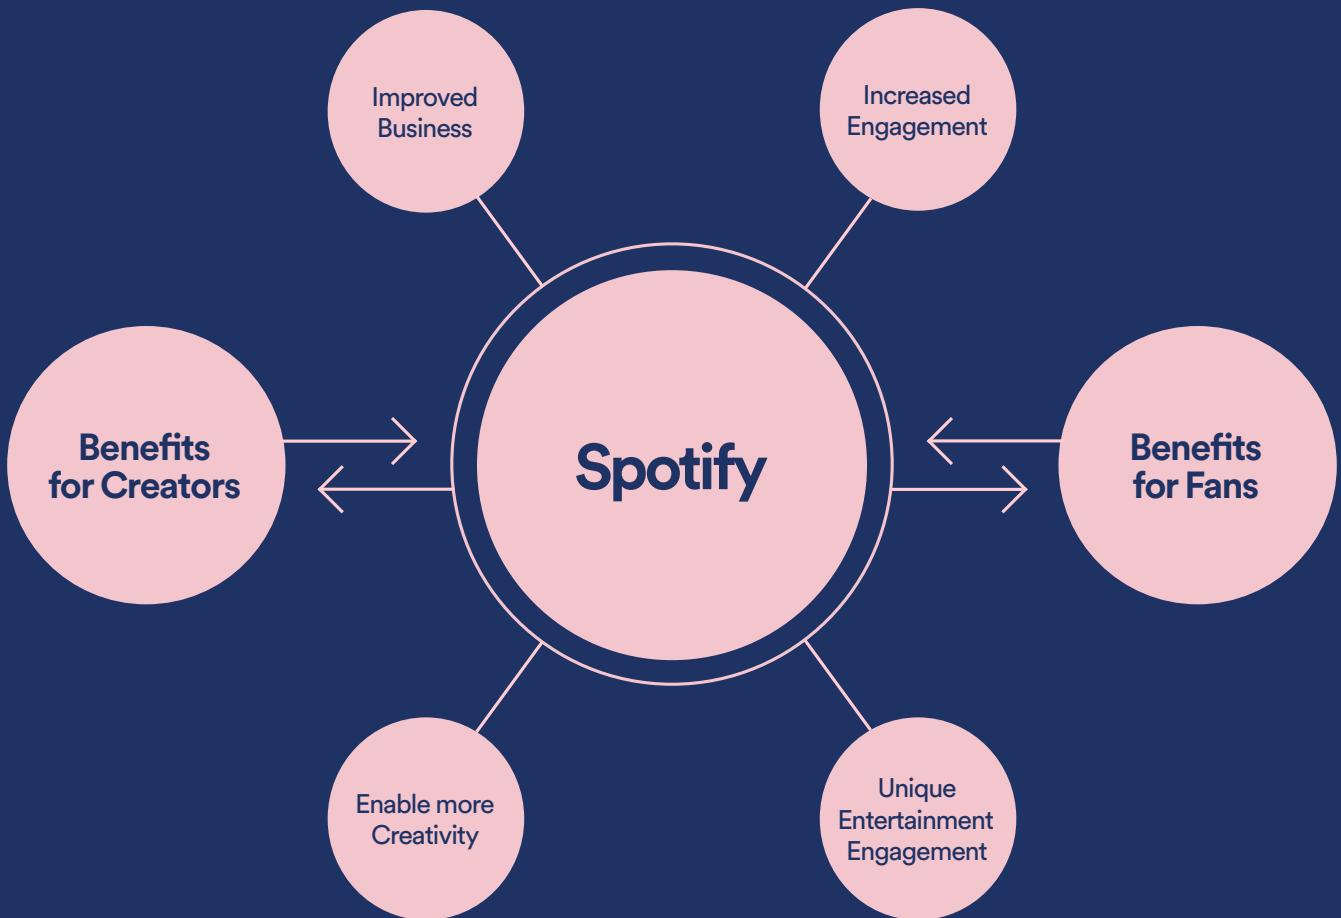 Improved
Business
Increased
Engagement
Benefits
for Creators
Spotify
Benefits
for Fans
Enable more
Creativity
Unique
Entertainment
Engagement